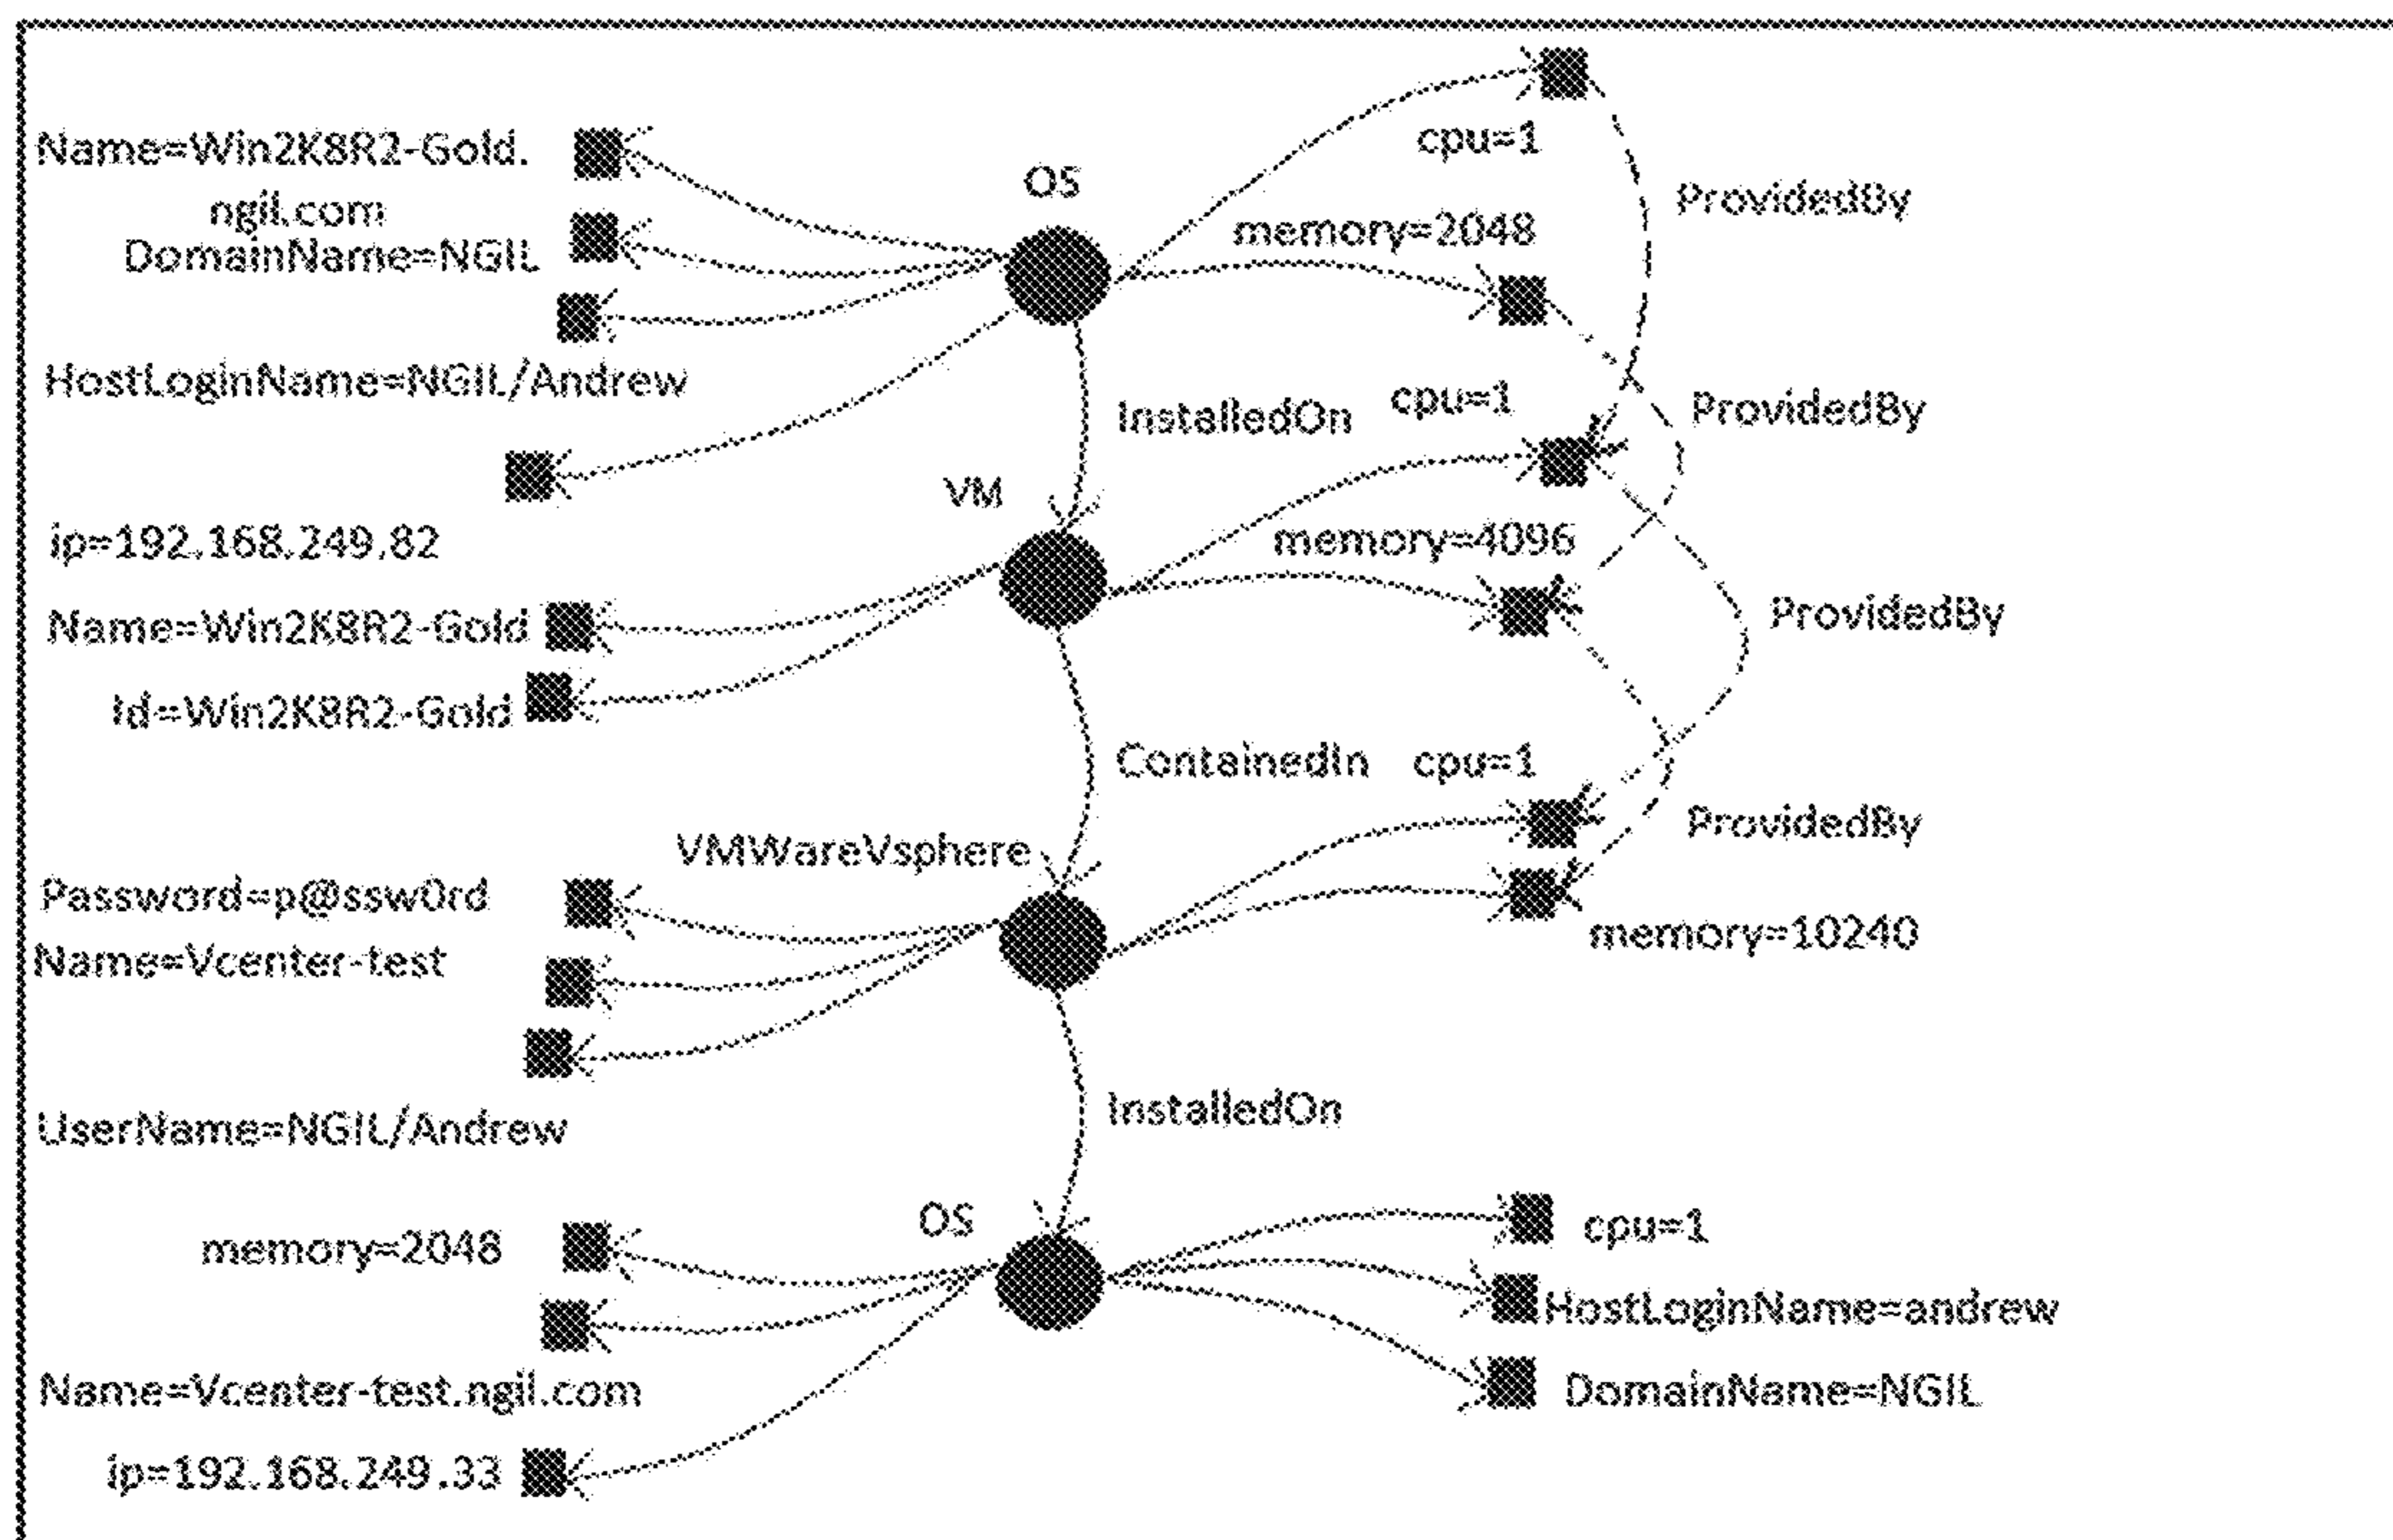 cpu=1
Name=Win2K8R2-Gold.
OS
ProvidedBy
ngil.com
memory=2048
DomainName=NGIL
HostLoginName=NGIL/Andrew
InstalledOn
cpu=1
ProvidedBy
VM
ip=192.168.249.82
memory=4096
Name=Win2K8R2-Gold
ProvidedBy
Id=Win2K8R2-Gold
ContainedIn
cpu=1
VMWareVsphere
ProvidedBy
Password=p@ssw0rd
memory=10240
Name=Vcenter-test
UserName=NGIL/Andrew
InstalledOn
OS
cpu=1
memory=2048
HostLoginName=andrew
Name=Vcenter-test.ngil.com
DomainName=NGIL
ip=192.168.249.33